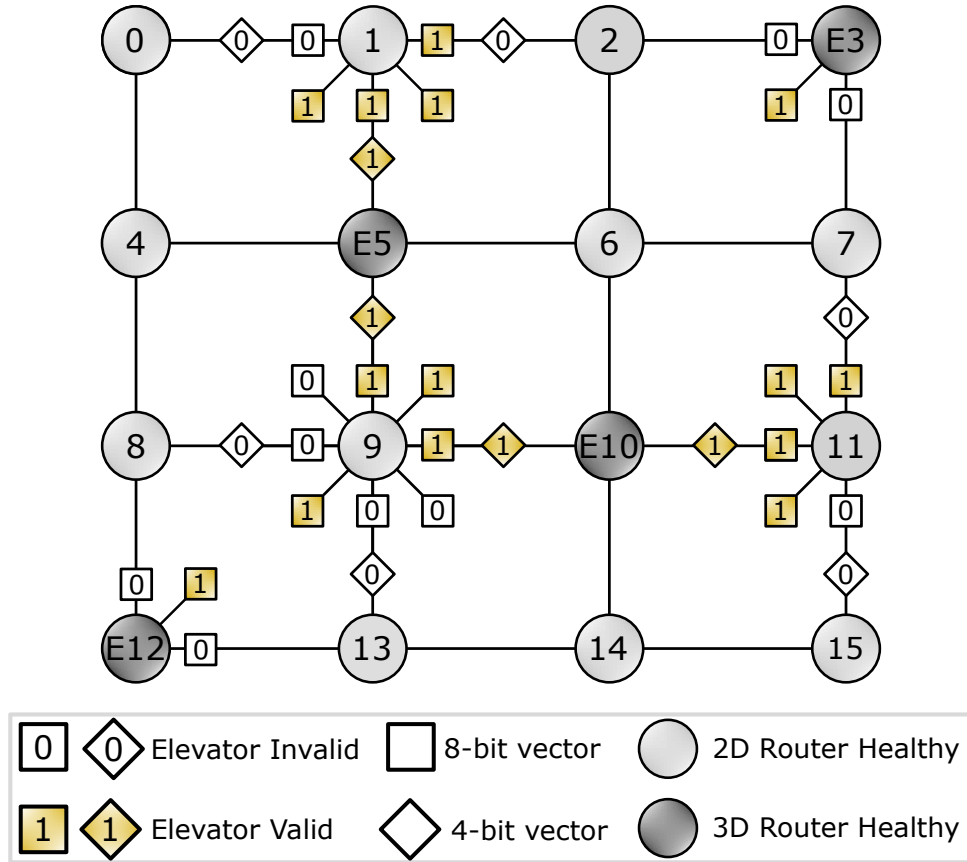 0 0 0 1 1 0 2 0 E3
1 1 1 1 0
1
4 E5 6 7
1 0
0 1 1 1 1
8 0 0 9 1 1 E10 1 1 11
1 0 0 1 0
0 1 0 0
E12 0 13 14 15
0 0 Elevator Invalid 8-bit vector 2D Router Healthy
1 1 Elevator Valid 4-bit vector 3D Router Healthy